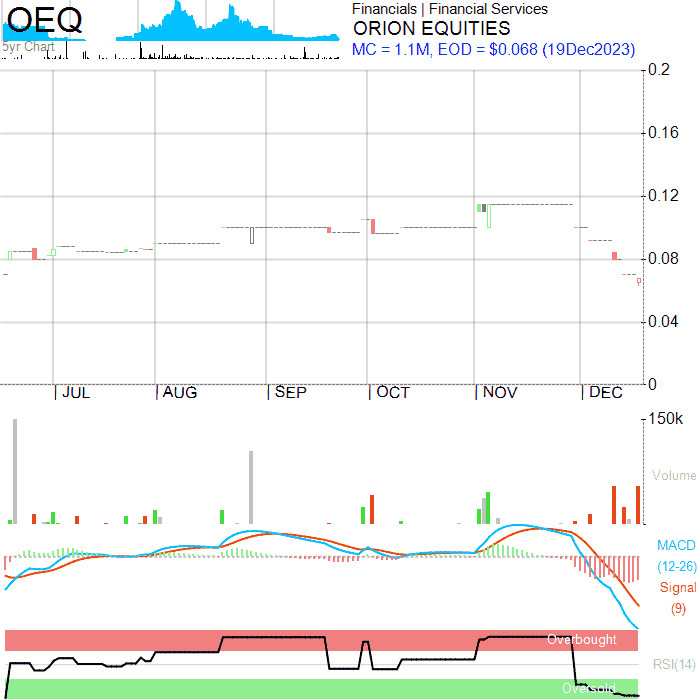 OEQ
5yr Chart
Financials | Financial Services
ORION EQUITIES
MC = 1.1M, EOD = $0.068 (19Dec2023)
0.2
0.16
0.12
0.08
0.04
0
JUL AUG SEP OCT NOV DEC
150k
Volume
MACD
(12-26)
Signal
(9)
Overbought
RSI(14)
Oversold